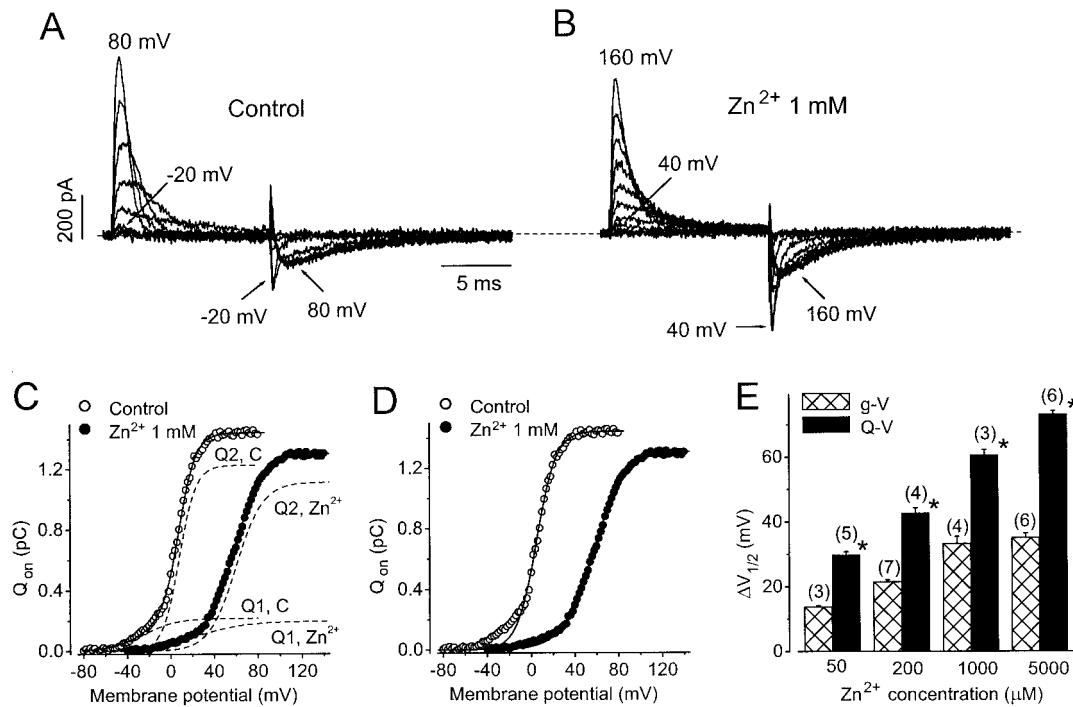 A
80 mV
Control
-20 mV
200 pA
-20 mV
80 mV
5 ms
B
160 mV
Zn2+ 1 mM
40 mV
40 mV
160 mV
C
Control
Zn2+ 1 mM
Q2, C
Q2, Zn2+
Q1, C
Q1, Zn2+
Qon (pC)
1.2
0.8
0.4
0.0
-80 -40 0 40 80 120
Membrane potential (mV)
D
Control
Zn2+ 1 mM
Qon (pC)
1.2
0.8
0.4
0.0
-80 -40 0 40 80 120
Membrane potential (mV)
E
g-V
Q-V
ΔV1/2 (mV)
60
40
20
0
(3) (5) *
(7) (4) *
(4) (3) *
(6) (6) *
50 200 1000 5000
Zn2+ concentration (μM)